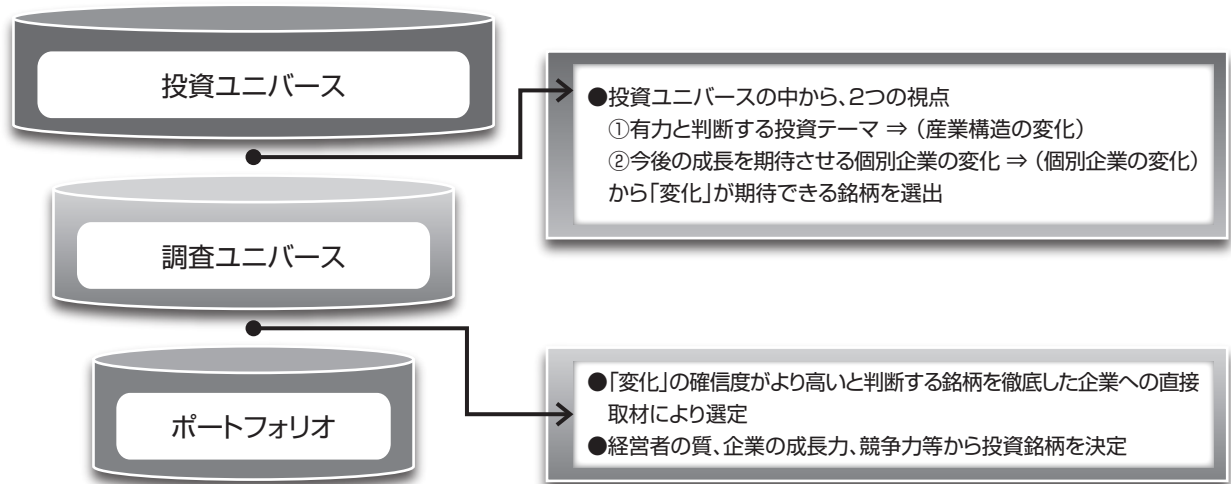 投資ユニバース
●投資ユニバースの中から、2つの視点
①有力と判断する投資テーマ ⇒ （産業構造の変化）
②今後の成長を期待させる個別企業の変化 ⇒ （個別企業の変化）
から「変化」が期待できる銘柄を選出
調査ユニバース
●「変化」の確信度がより高いと判断する銘柄を徹底した企業への直接
取材により選定
●経営者の質、企業の成長力、競争力等から投資銘柄を決定
ポートフォリオ